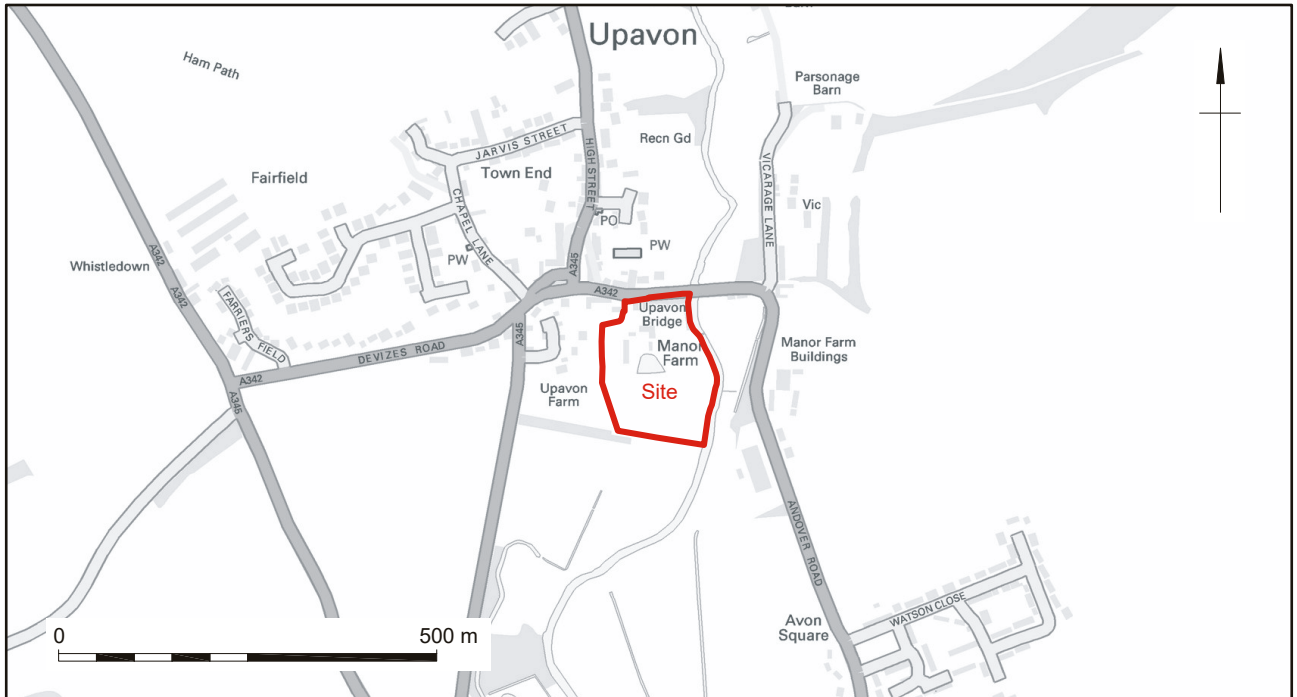 Upavon
Ham Path
Parsonage
Barn
JARVIS STREET
HIGH STREET
Recn Gd
Town End
Fairfield
CHAPEL LANE
VICARAGE LANE
Vic
PO
PW
PW
Whistledown
A342
A342
A345
A342
FARRIERS FIELD
Upavon
Bridge
DEVIZES ROAD
A345
Manor
Farm
Manor Farm
Buildings
A342
A345
Upavon
Farm
Site
ANDOVER ROAD
WATSON CLOSE
Avon
Square
0
500 m